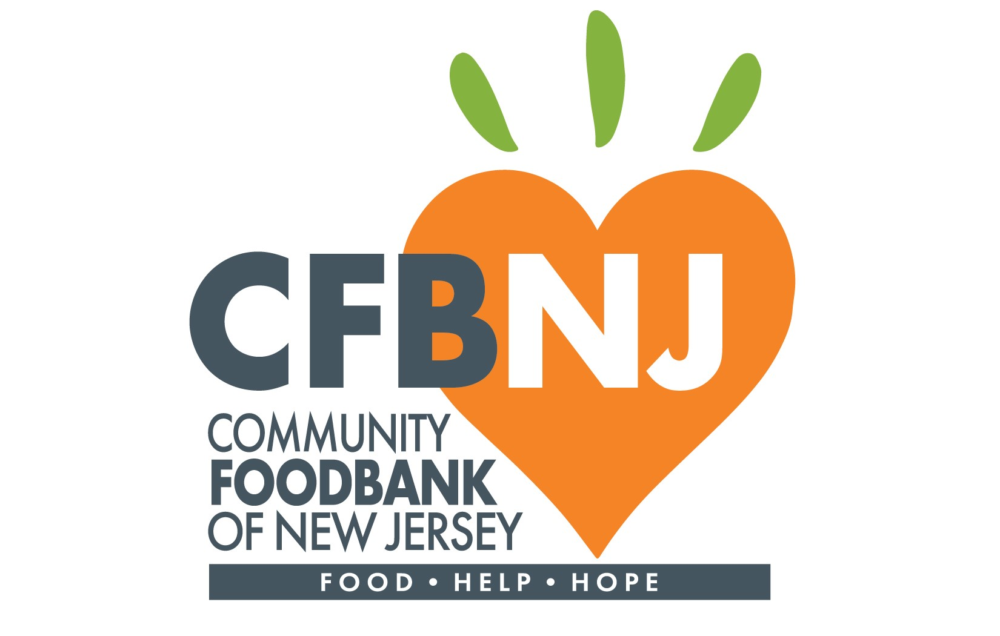 CFBNJ
COMMUNITY
FOODBANK
OF NEW JERSEY
FOOD • HELP • HOPE